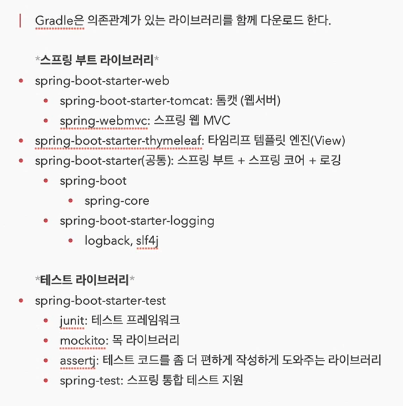 Gradle은 의존관계가 있는 라이브러리를 함께 다운로드 한다.
*스프링 부트 라이브러리*
spring-boot-starter-web
spring-boot-starter-tomcat: 톰캣 (웹서버)
spring-webmvc: 스프링 웹 MVC
spring-boot-starter-thymeleaf: 타임리프 템플릿 엔진(View)
spring-boot-starter(공통): 스프링 부트 + 스프링 코어 + 로깅
spring-boot
spring-core
spring-boot-starter-logging
logback, slf4j
*테스트 라이브러리*
spring-boot-starter-test
junit: 테스트 프레임워크
mockito: 목 라이브러리
assertj: 테스트 코드를 좀 더 편하게 작성하게 도와주는 라이브러리
spring-test: 스프링 통합 테스트 지원